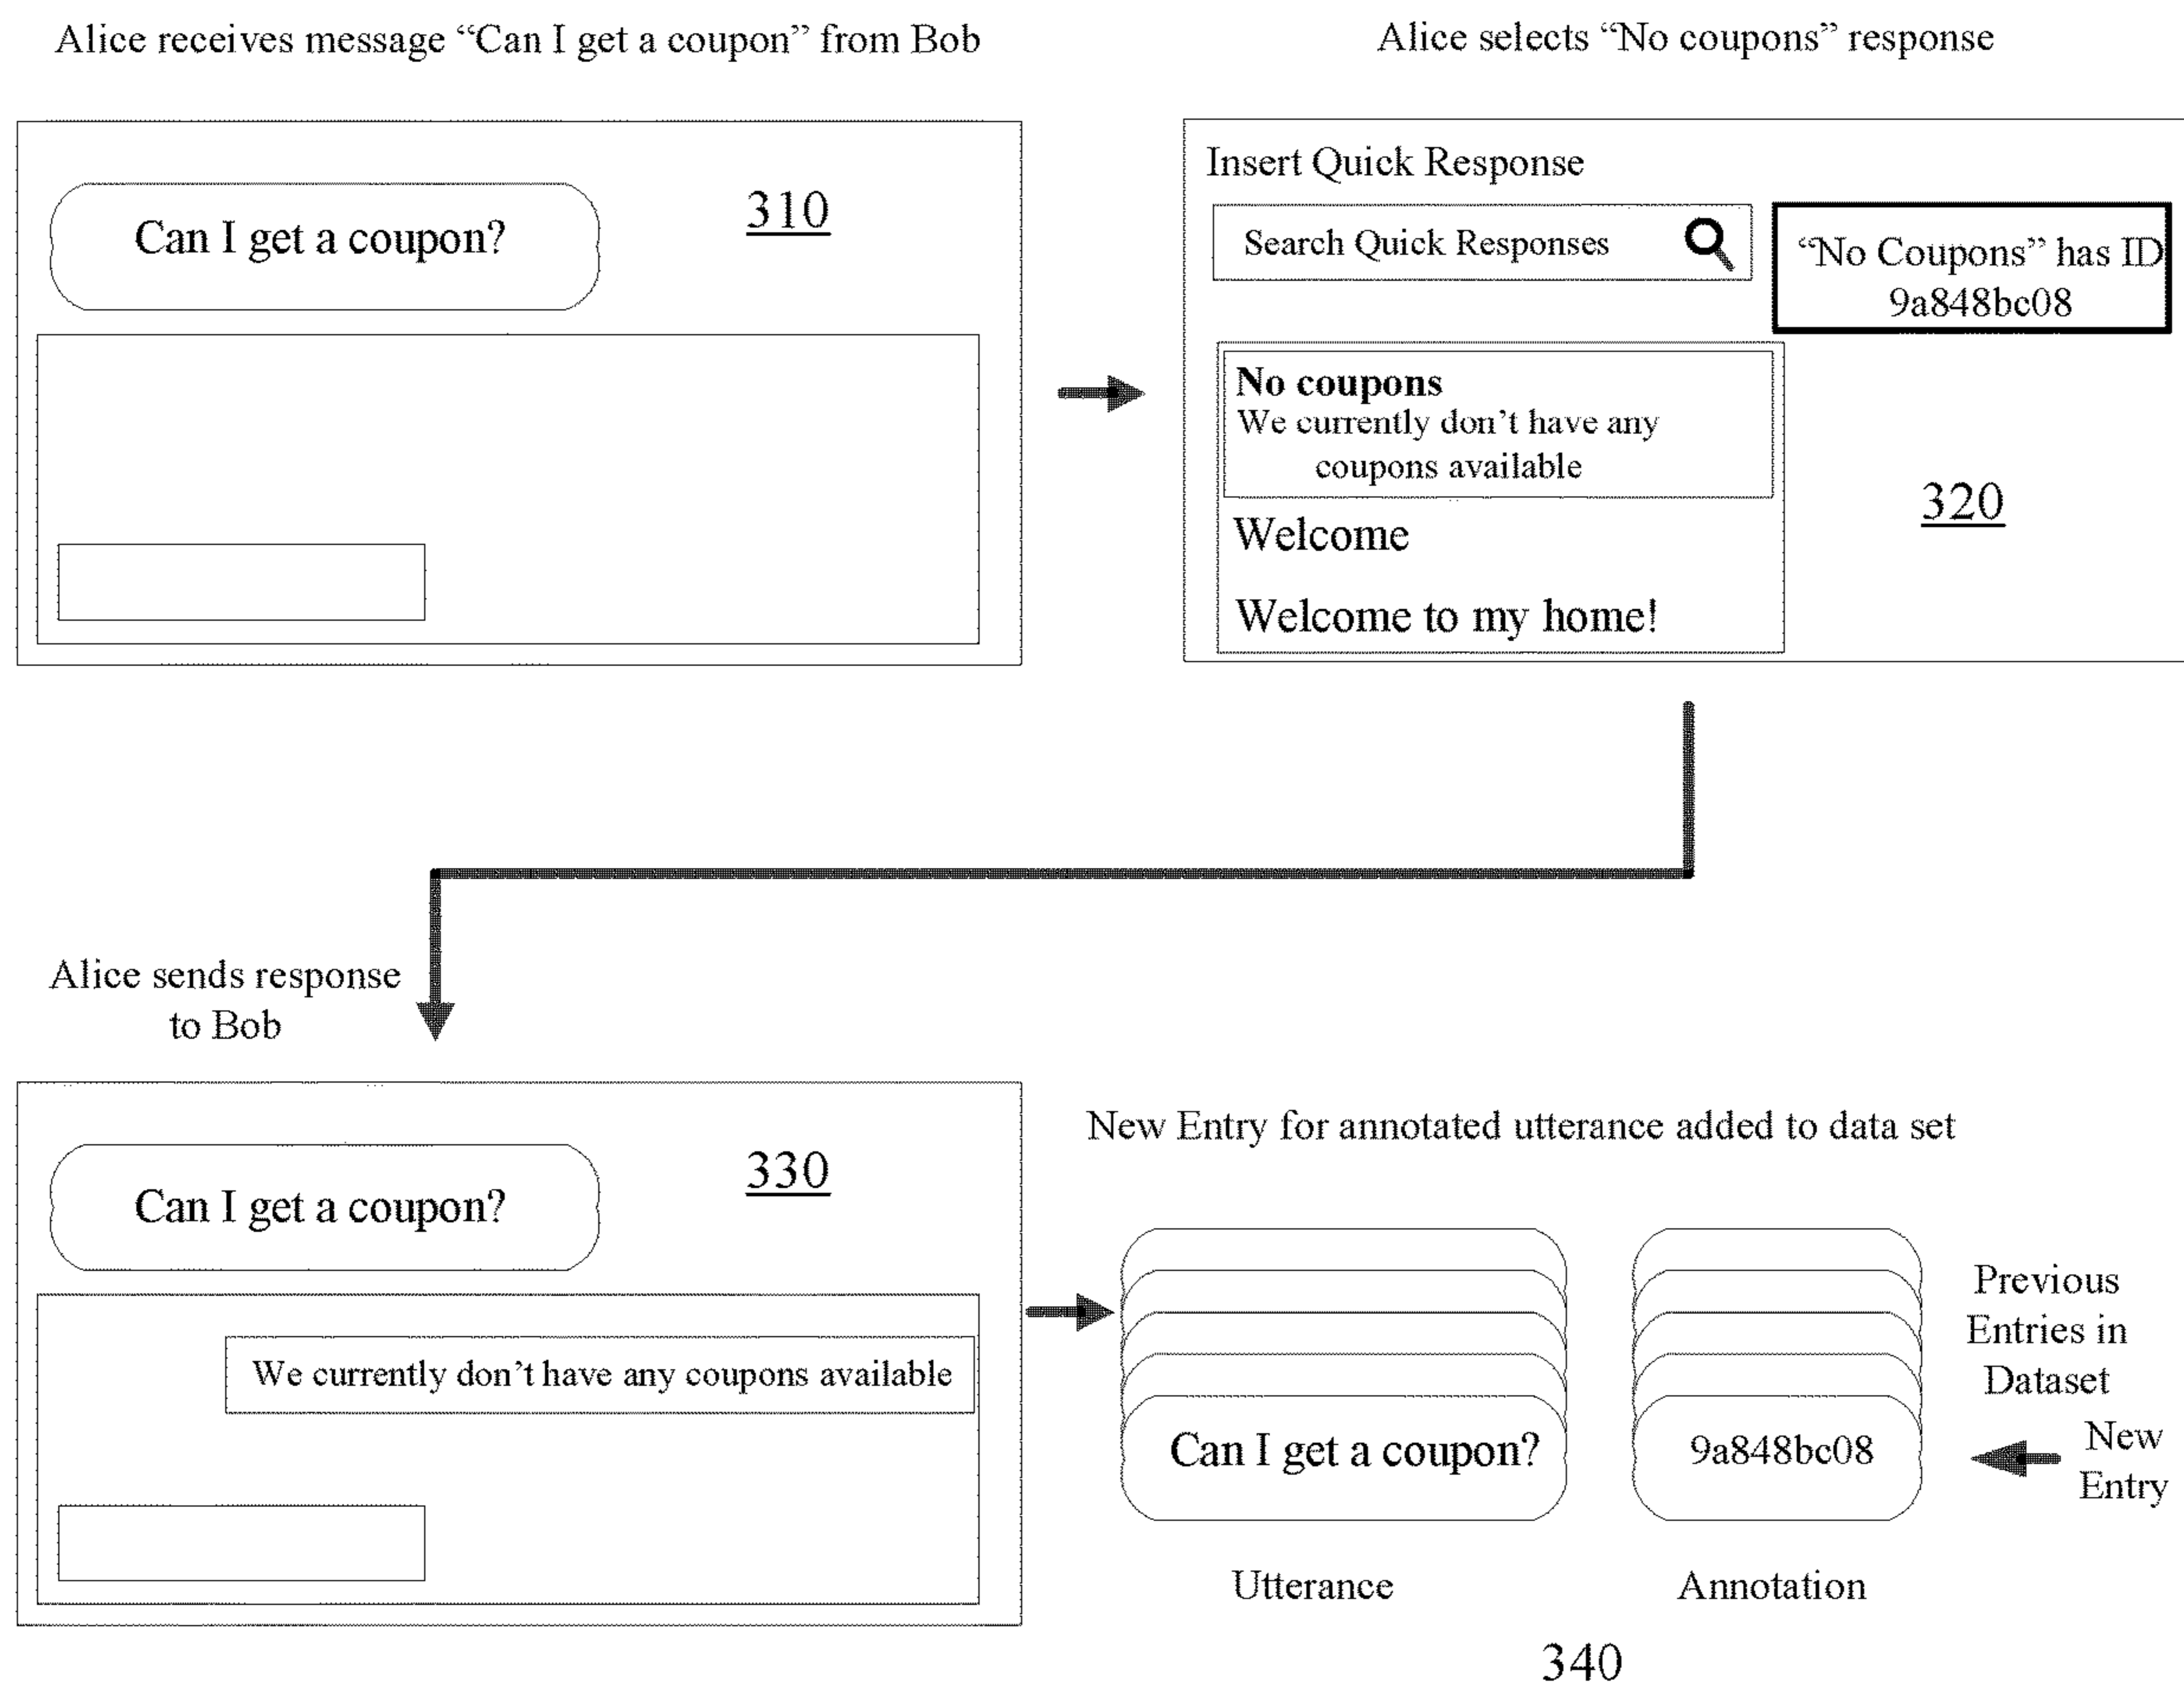 Alice receives message “Can I get a coupon” from Bob
Can I get a coupon?
310
Alice selects “No coupons” response
Insert Quick Response
Search Quick Responses
“No Coupons” has ID
9a848bc08
No coupons
We currently don’t have any
coupons available
Welcome
Welcome to my home!
320
Alice sends response
to Bob
Can I get a coupon?
330
We currently don’t have any coupons available
New Entry for annotated utterance added to data set
Previous
Entries in
Dataset
Can I get a coupon?
9a848bc08
New
Entry
Utterance
Annotation
340